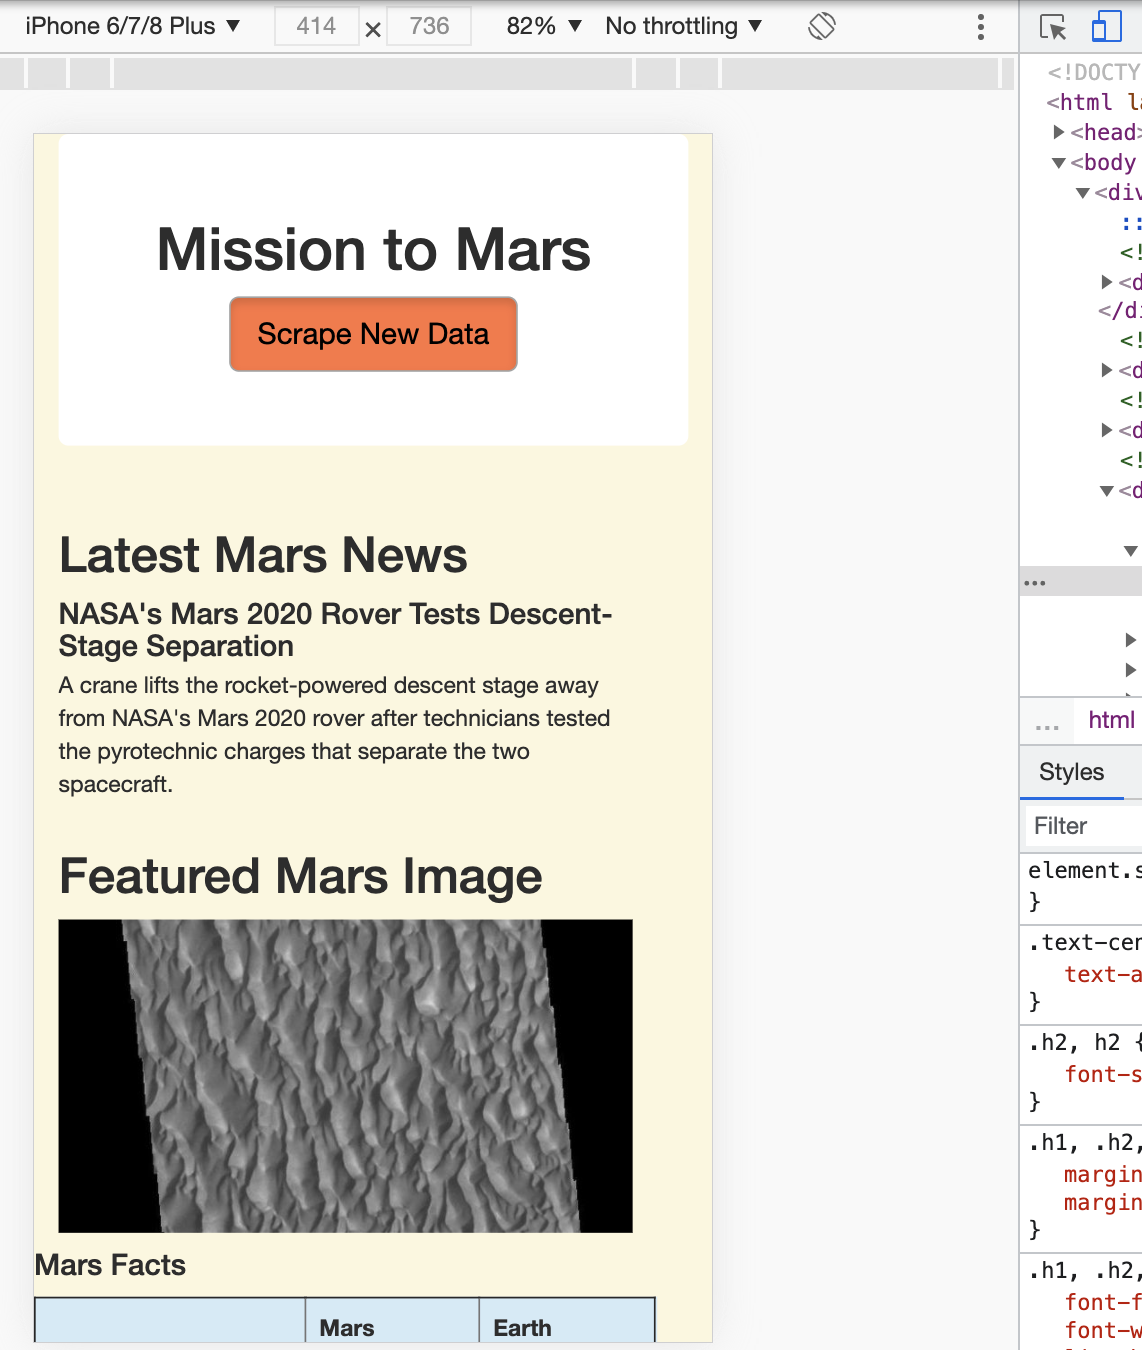 iPhone 6/7/8 Plus ▼ 414 × 736 82% ▼ No throttling ▼
Mission to Mars
Scrape New Data
Latest Mars News
NASA's Mars 2020 Rover Tests Descent-
Stage Separation
A crane lifts the rocket-powered descent stage away
from NASA's Mars 2020 rover after technicians tested
the pyrotechnic charges that separate the two
spacecraft.
Featured Mars Image
Mars Facts
Mars Earth
<!DOCTY
<html la
▶<head>
▼<body
▼<div
::
<!
▶<d
</di
<!
▶<d
<!
▶<d
<!
▼<d
▼
...
▶
▶
... html
Styles
Filter
element.s
}
.text-cen
text-a
}
.h2, h2 {
font-s
}
.h1, .h2,
margin
margin
}
.h1, .h2,
font-f
font-w